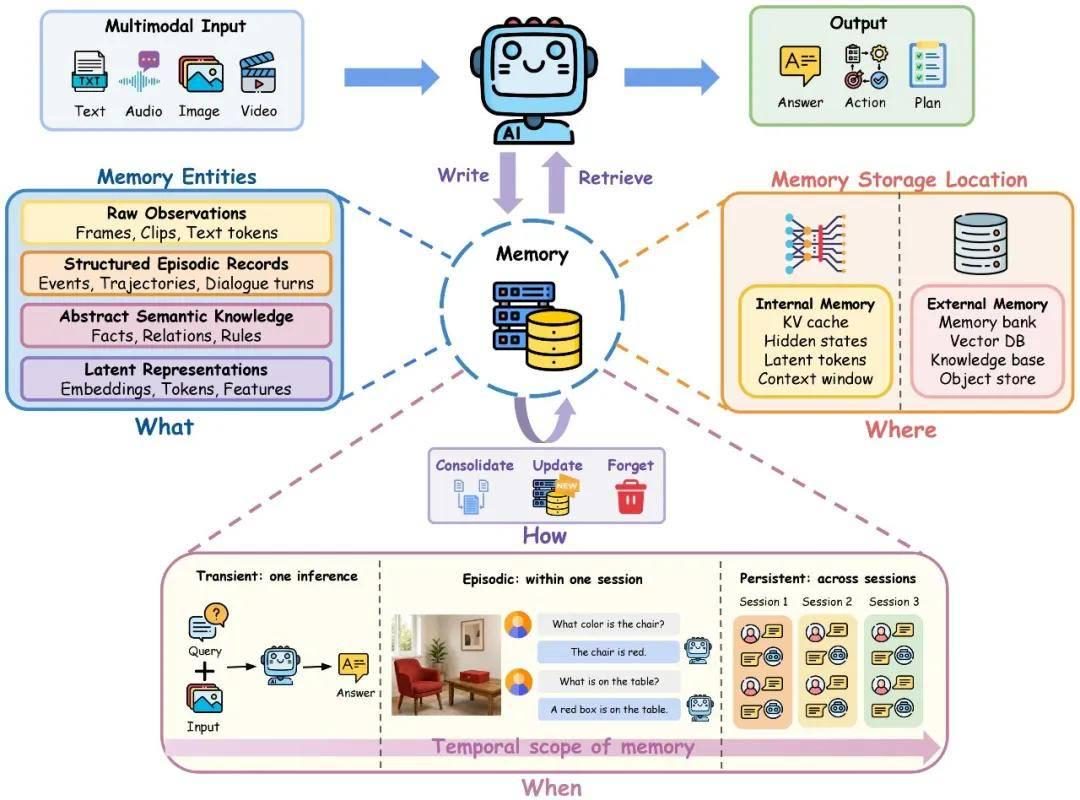 Multimodal Input
TXT
Text
Audio
Image
Video
AI
Output
A=
Answer
Action
Plan
Write
Retrieve
Memory Entities
Raw Observations
Frames, Clips, Text tokens
Structured Episodic Records
Events, Trajectories, Dialogue turns
Abstract Semantic Knowledge
Facts, Relations, Rules
Latent Representations
Embeddings, Tokens, Features
What
Memory
Memory Storage Location
Internal Memory
KV cache
Hidden states
Latent tokens
Context window
External Memory
Memory bank
Vector DB
Knowledge base
Object store
Where
Consolidate
Update
NEW
Forget
How
Transient: one inference
?
Query
+
Input
A=
Answer
Episodic: within one session
What color is the chair?
The chair is red.
What is on the table?
A red box is on the table.
Persistent: across sessions
Session 1
Session 2
Session 3
Temporal scope of memory
When